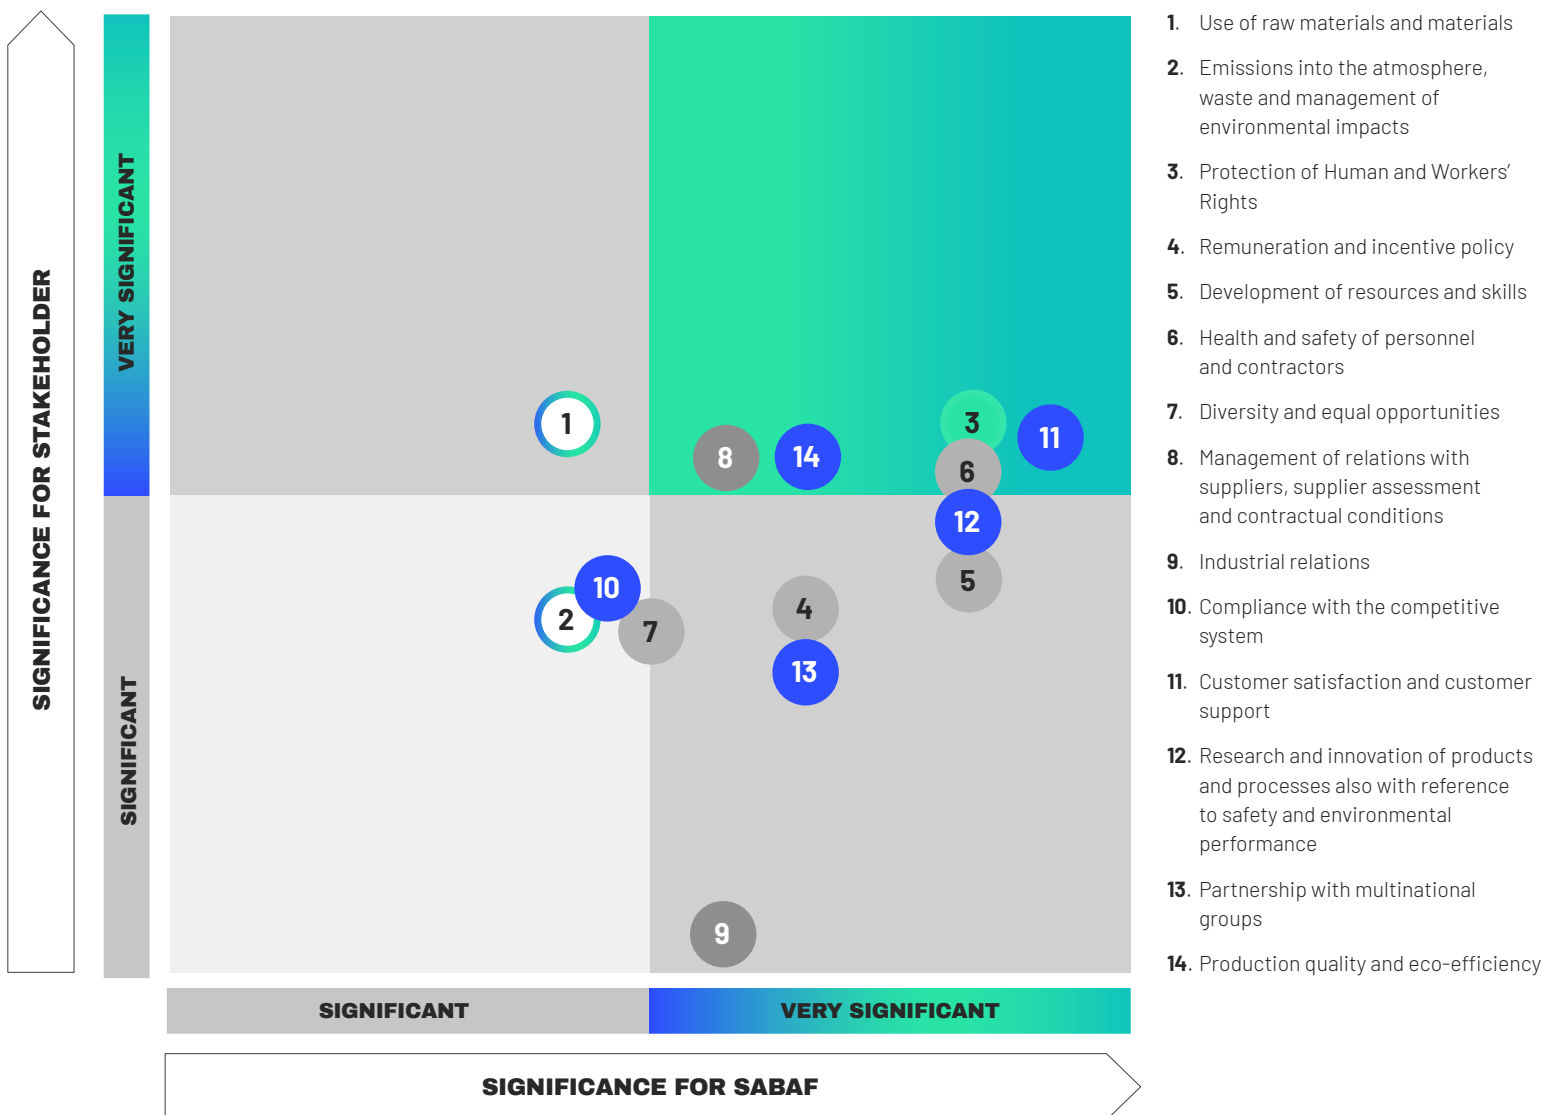 SIGNIFICANCE FOR STAKEHOLDER
VERY SIGNIFICANT
SIGNIFICANT
1
3
11
8
14
6
12
5
10
2
7
4
13
9
SIGNIFICANT
VERY SIGNIFICANT
SIGNIFICANCE FOR SABAF
1. Use of raw materials and materials
2. Emissions into the atmosphere,
waste and management of
environmental impacts
3. Protection of Human and Workers’
Rights
4. Remuneration and incentive policy
5. Development of resources and skills
6. Health and safety of personnel
and contractors
7. Diversity and equal opportunities
8. Management of relations with
suppliers, supplier assessment
and contractual conditions
9. Industrial relations
10. Compliance with the competitive
system
11. Customer satisfaction and customer
support
12. Research and innovation of products
and processes also with reference
to safety and environmental
performance
13. Partnership with multinational
groups
14. Production quality and eco-efficiency